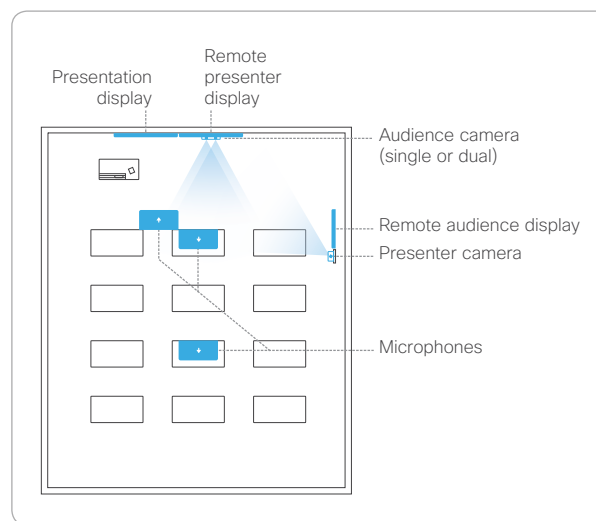 Presentation
display
Remote
presenter
display
Audience camera
(single or dual)
Remote audience display
Presenter camera
Microphones